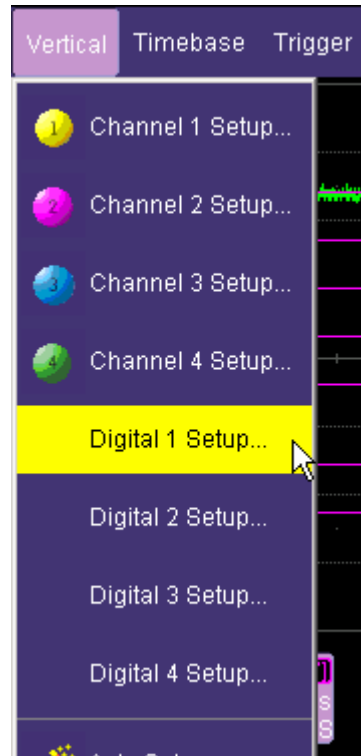 Vertical Timebase Trigger
1 Channel 1 Setup...
2 Channel 2 Setup...
3 Channel 3 Setup...
4 Channel 4 Setup...
Digital 1 Setup...
Digital 2 Setup...
Digital 3 Setup...
Digital 4 Setup...
s
S